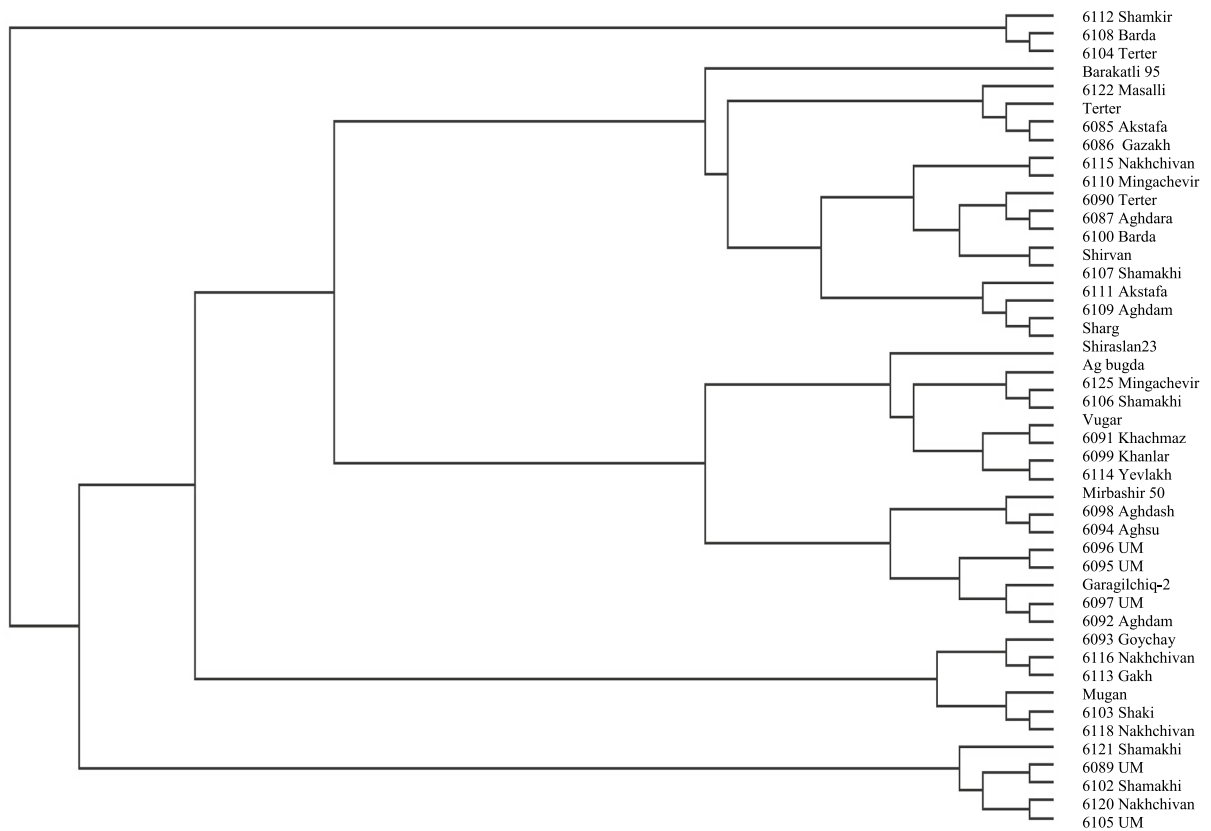 6112 Shamkir
6108 Barda
6104 Terter
Barakatli 95
6122 Masalli
Terter
6085 Akstafa
6086 Gazakh
6115 Nakhchivan
6110 Mingachevir
6090 Terter
6087 Aghdara
6100 Barda
Shirvan
6107 Shamakhi
6111 Akstafa
6109 Aghdam
Sharg
Shiraslan23
Ag bugda
6125 Mingachevir
6106 Shamakhi
Vugar
6091 Khachmaz
6099 Khanlar
6114 Yevlakh
Mirbashir 50
6098 Aghdash
6094 Aghsu
6096 UM
6095 UM
Garagilchiq-2
6097 UM
6092 Aghdam
6093 Goychay
6116 Nakhchivan
6113 Gakh
Mugan
6103 Shaki
6118 Nakhchivan
6121 Shamakhi
6089 UM
6102 Shamakhi
6120 Nakhchivan
6105 UM